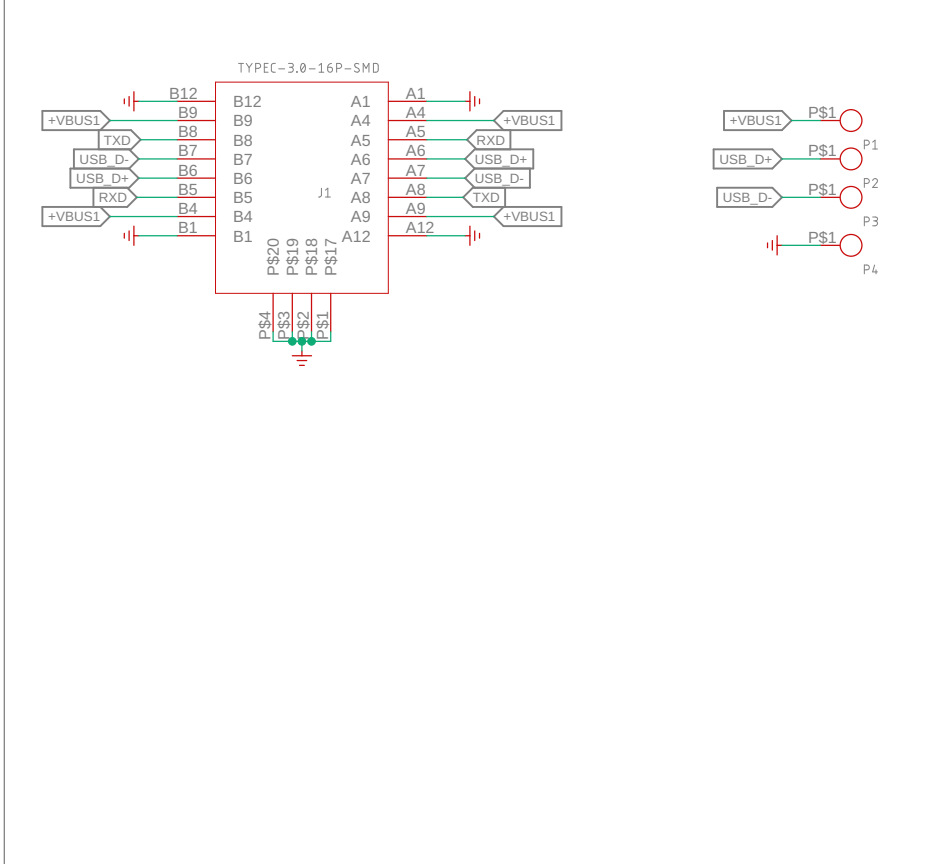 TYPEC-3.0-16P-SMD
B12 B12 A1 A1
+VBUS1 B9 B9 A4 A4 +VBUS1
TXD B8 B8 A5 A5 RXD
USB_D- B7 B7 A6 A6 USB_D+
USB_D+ B6 B6 A7 A7 USB_D-
RXD B5 B5 J1 A8 A8 TXD
+VBUS1 B4 B4 A9 A9 +VBUS1
B1 B1 A12 A12
P$20 P$19 P$18 P$17
P$4 P$3 P$2 P$1
+VBUS1 P$1
P1
USB_D+ P$1
P2
USB_D- P$1
P3
P$1
P4